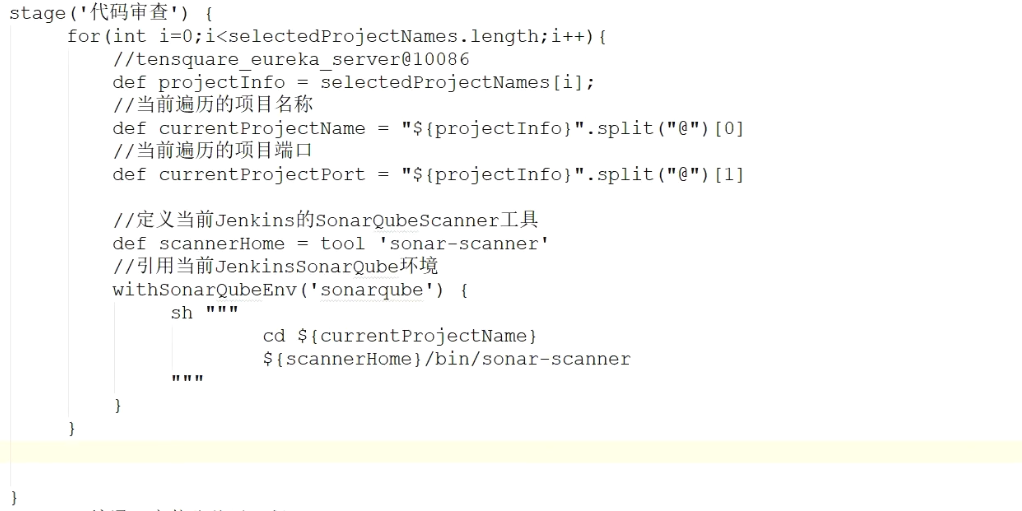 stage('代码审查') {
for(int i=0;i<selectedProjectNames.length;i++){
//tensquare_eureka_server@10086
def projectInfo = selectedProjectNames[i];
//当前遍历的项目名称
def currentProjectName = "${projectInfo}".split("@")[0]
//当前遍历的项目端口
def currentProjectPort = "${projectInfo}".split("@")[1]
//定义当前Jenkins的SonarQubeScanner工具
def scannerHome = tool 'sonar-scanner'
//引用当前JenkinsSonarQube环境
withSonarQubeEnv('sonarqube') {
sh """
cd ${currentProjectName}
${scannerHome}/bin/sonar-scanner
"""
}
}
}